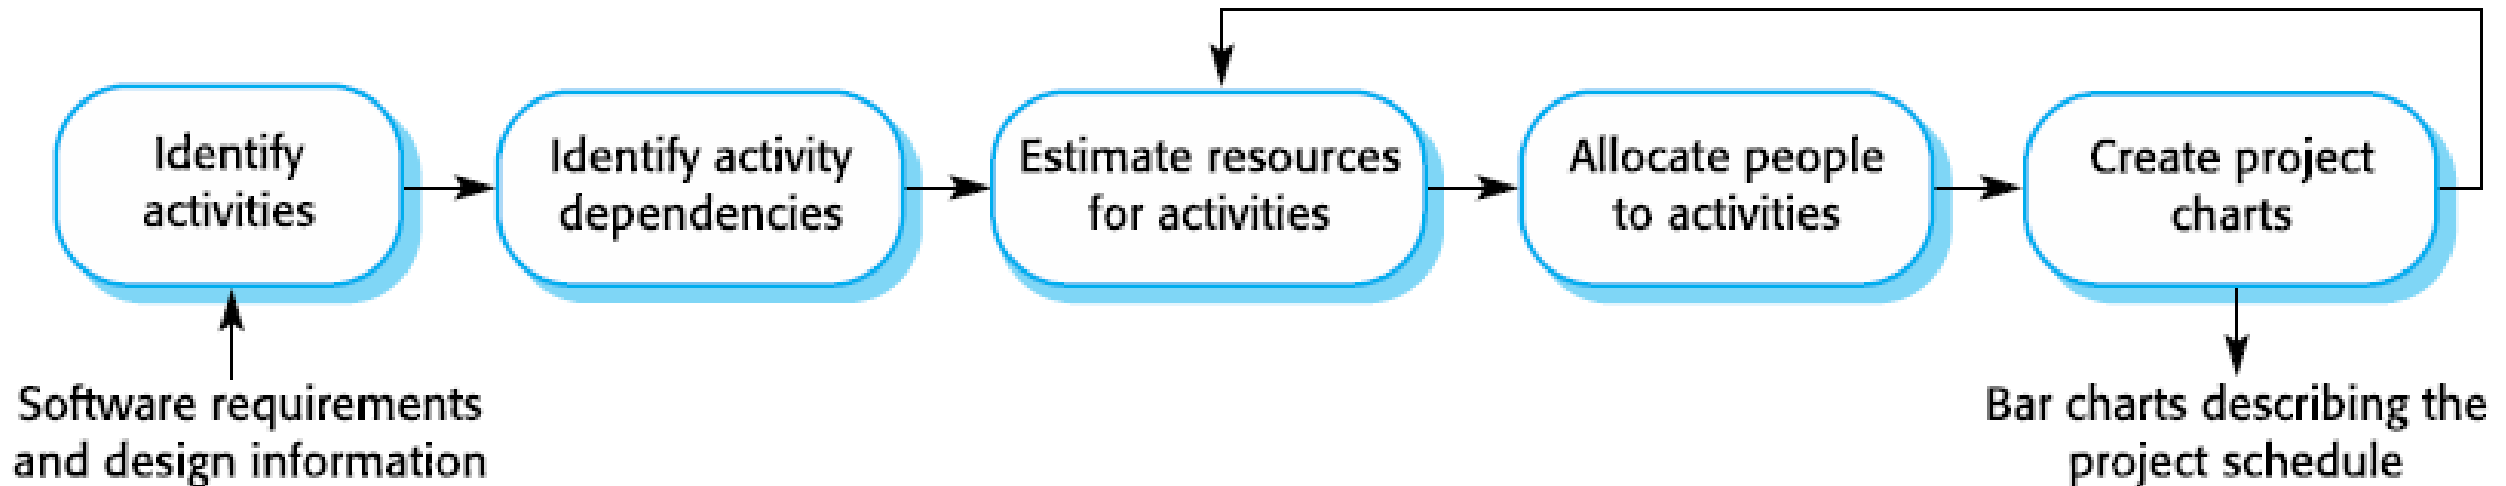 Identify
activities
Identify activity
dependencies
Estimate resources
for activities
Allocate people
to activities
Create project
charts
Software requirements
and design information
Bar charts describing the
project schedule